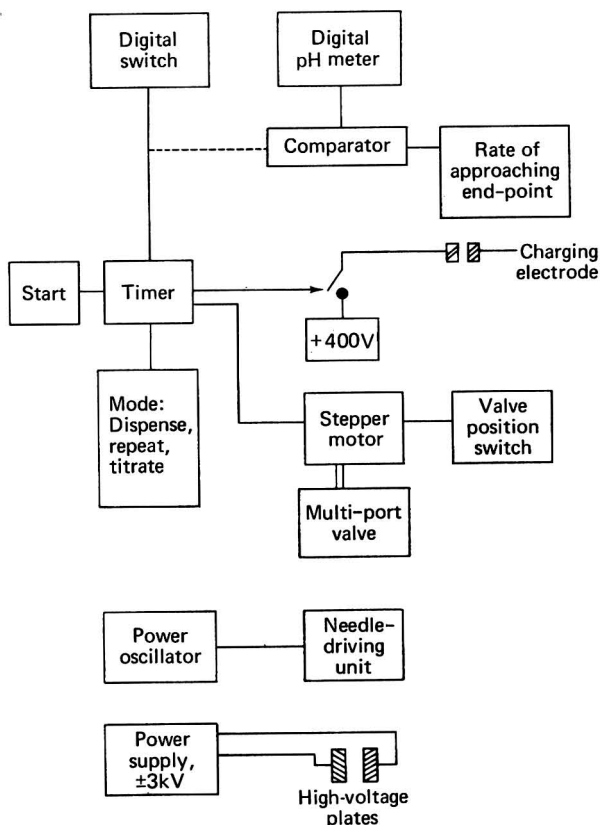 Digital
switch
Digital
pH meter
Comparator
Rate of
approaching
end-point
Start
Timer
Charging
electrode
+400V
Mode:
Dispense,
repeat,
titrate
Stepper
motor
Valve
position
switch
Multi-port
valve
Power
oscillator
Needle-
driving
unit
Power
supply,
±3kV
High-voltage
plates